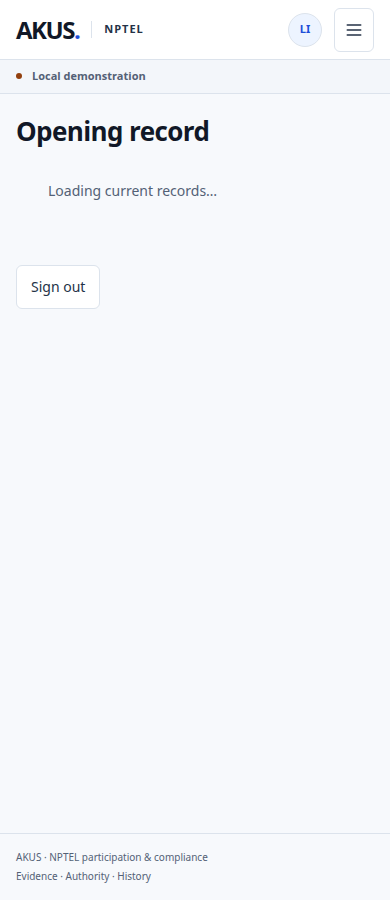 AKUS. NPTEL LI
Local demonstration
Opening record
Loading current records...
Sign out
AKUS · NPTEL participation & compliance
Evidence · Authority · History